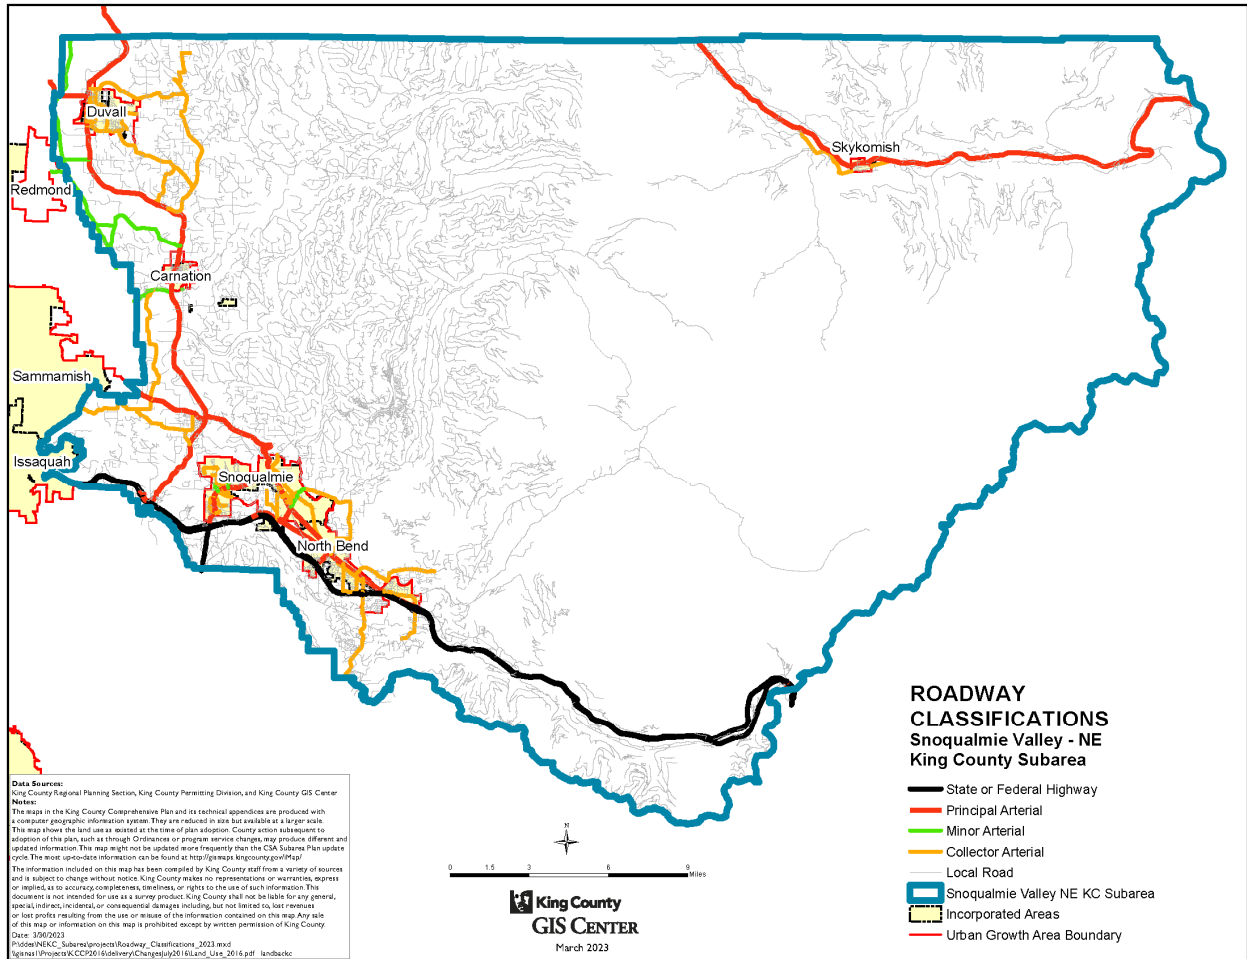 Duvall
Skykomish
Redmond
Carnation
Sammamish
Issaquah
Snoqualmie
North Bend
ROADWAY
CLASSIFICATIONS
Snoqualmie Valley - NE
King County Subarea
State or Federal Highway
Principal Arterial
Minor Arterial
Collector Arterial
Local Road
Snoqualmie Valley NE KC Subarea
Incorporated Areas
Urban Growth Area Boundary
Data Sources:
King County Regional Planning Section, King County Permitting Division, and King County GIS Center
Notes:
The maps in the King County Comprehensive Plan and its technical appendices are produced with
a computer geographic information system. They are reduced in size but available at a larger scale.
This map shows the land use as existed at the time of plan adoption. County action subsequent to
adoption of this plan, such as through Ordinances or program service changes, may produce different and
updated information. This map might not be updated more frequently than the CSA Subarea Plan update
cycle. The most up-to-date information can be found at http://gismaps.kingcounty.gov/iMap/
The information included on this map has been compiled by King County staff from a variety of sources
and is subject to change without notice. King County makes no representations or warranties, express
or implied, as to accuracy, completeness, timeliness, or rights to the use of such information. This
document is not intended for use as a survey product. King County shall not be liable for any general,
special, indirect, incidental, or consequential damages including, but not limited to, lost revenues
or lost profits resulting from the use or misuse of the information contained on this map. Any sale
of this map or information on this map is prohibited except by written permission of King County.
Date: 3/30/2023
P:\ddes\NEKC_Subarea\projects\Roadway_Classifications_2023.mxd
\\gisnas1\Projects\KCCP2016\delivery\ChangesJuly2016\Land_Use_2016.pdf landbakc
N
0 1.5 3 6 9
Miles
King County
GIS CENTER
March 2023